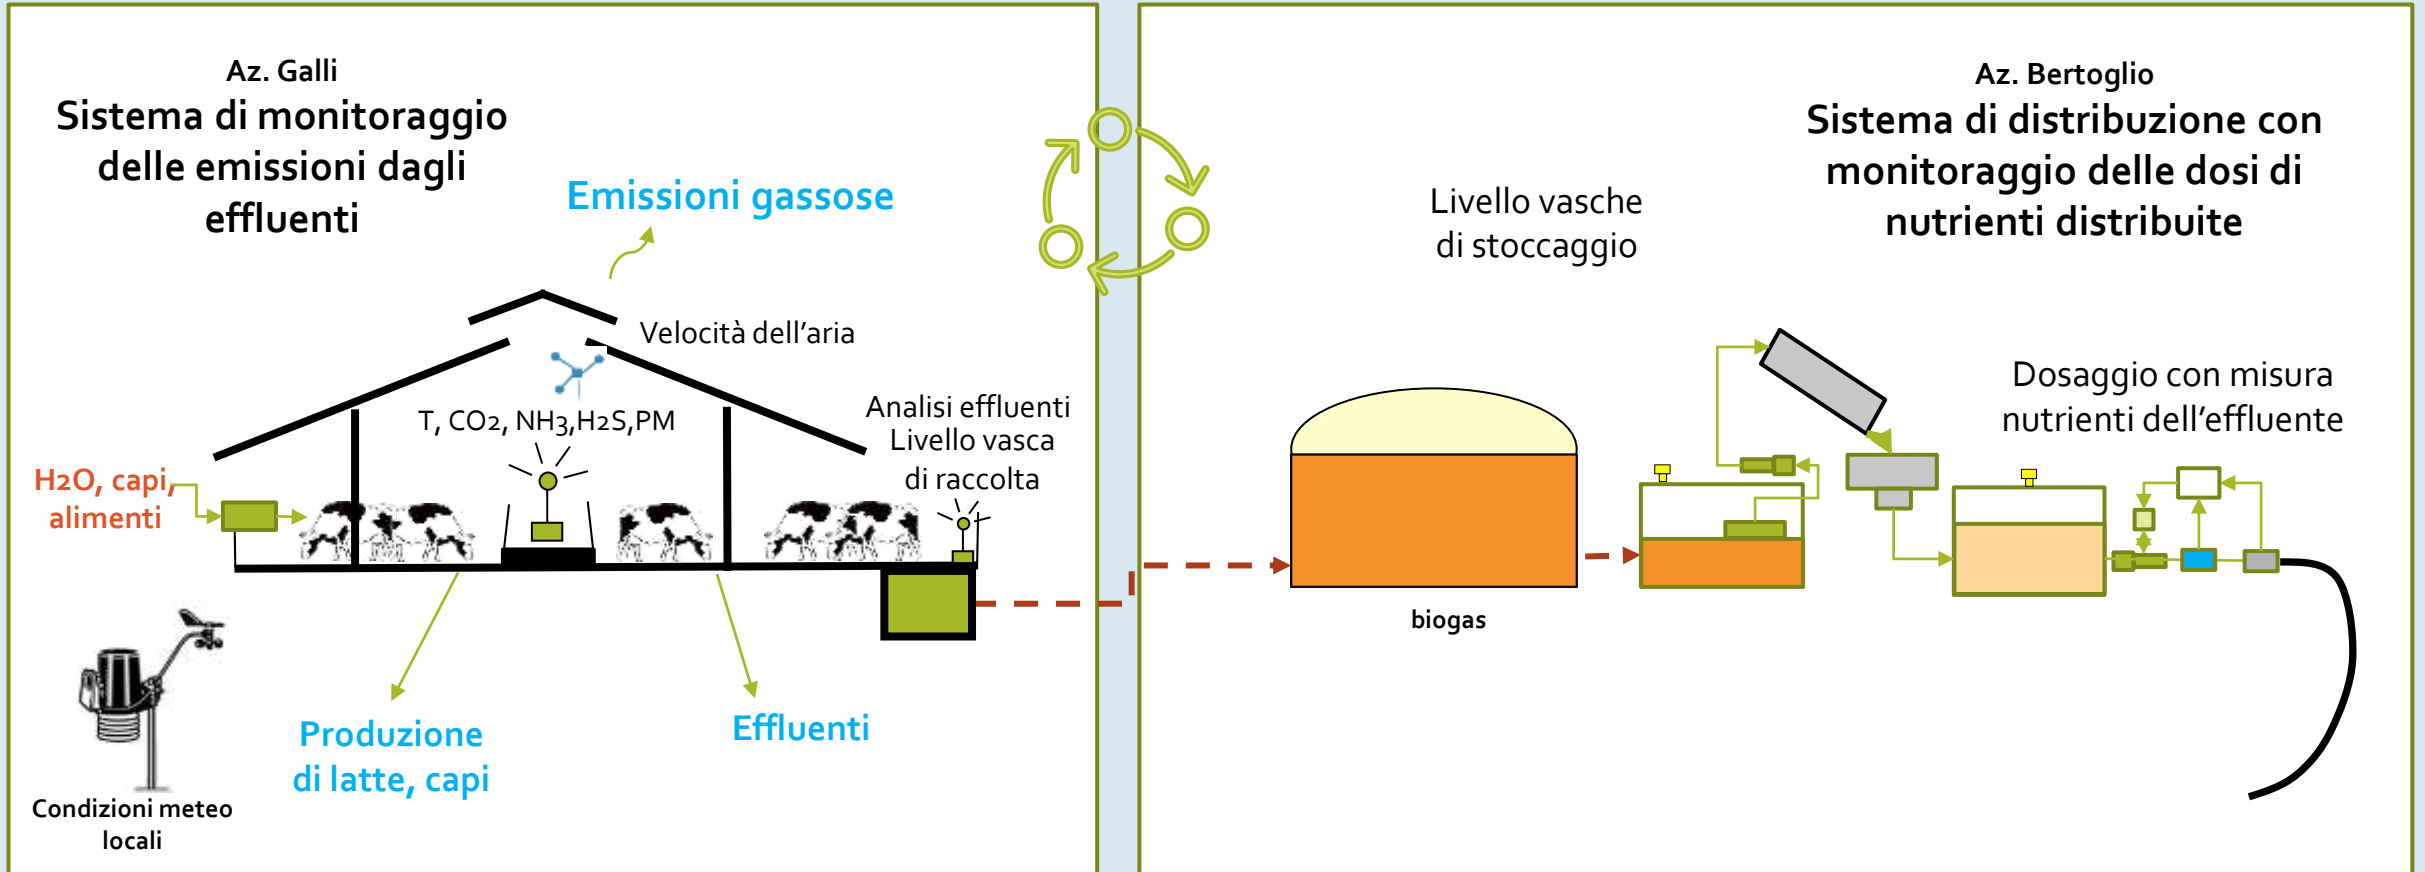 Az. Galli
Sistema di monitoraggio
delle emissioni dagli
effluenti
Emissioni gassose
Velocità dell'aria
T, CO2, NH3,H2S,PM
Analisi effluenti
Livello vasca
di raccolta
H2O, capi,
alimenti
Produzione
di latte, capi
Effluenti
Condizioni meteo
locali
Az. Bertoglio
Sistema di distribuzione con
monitoraggio delle dosi di
nutrienti distribuite
Livello vasche
di stoccaggio
Dosaggio con misura
nutrienti dell'effluente
biogas